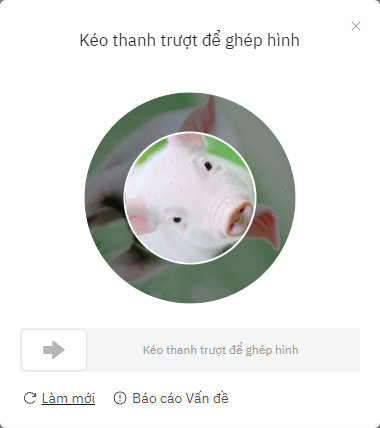 Kéo thanh trượt để ghép hình
Kéo thanh trượt để ghép hình
Làm mới
Báo cáo Vấn đề